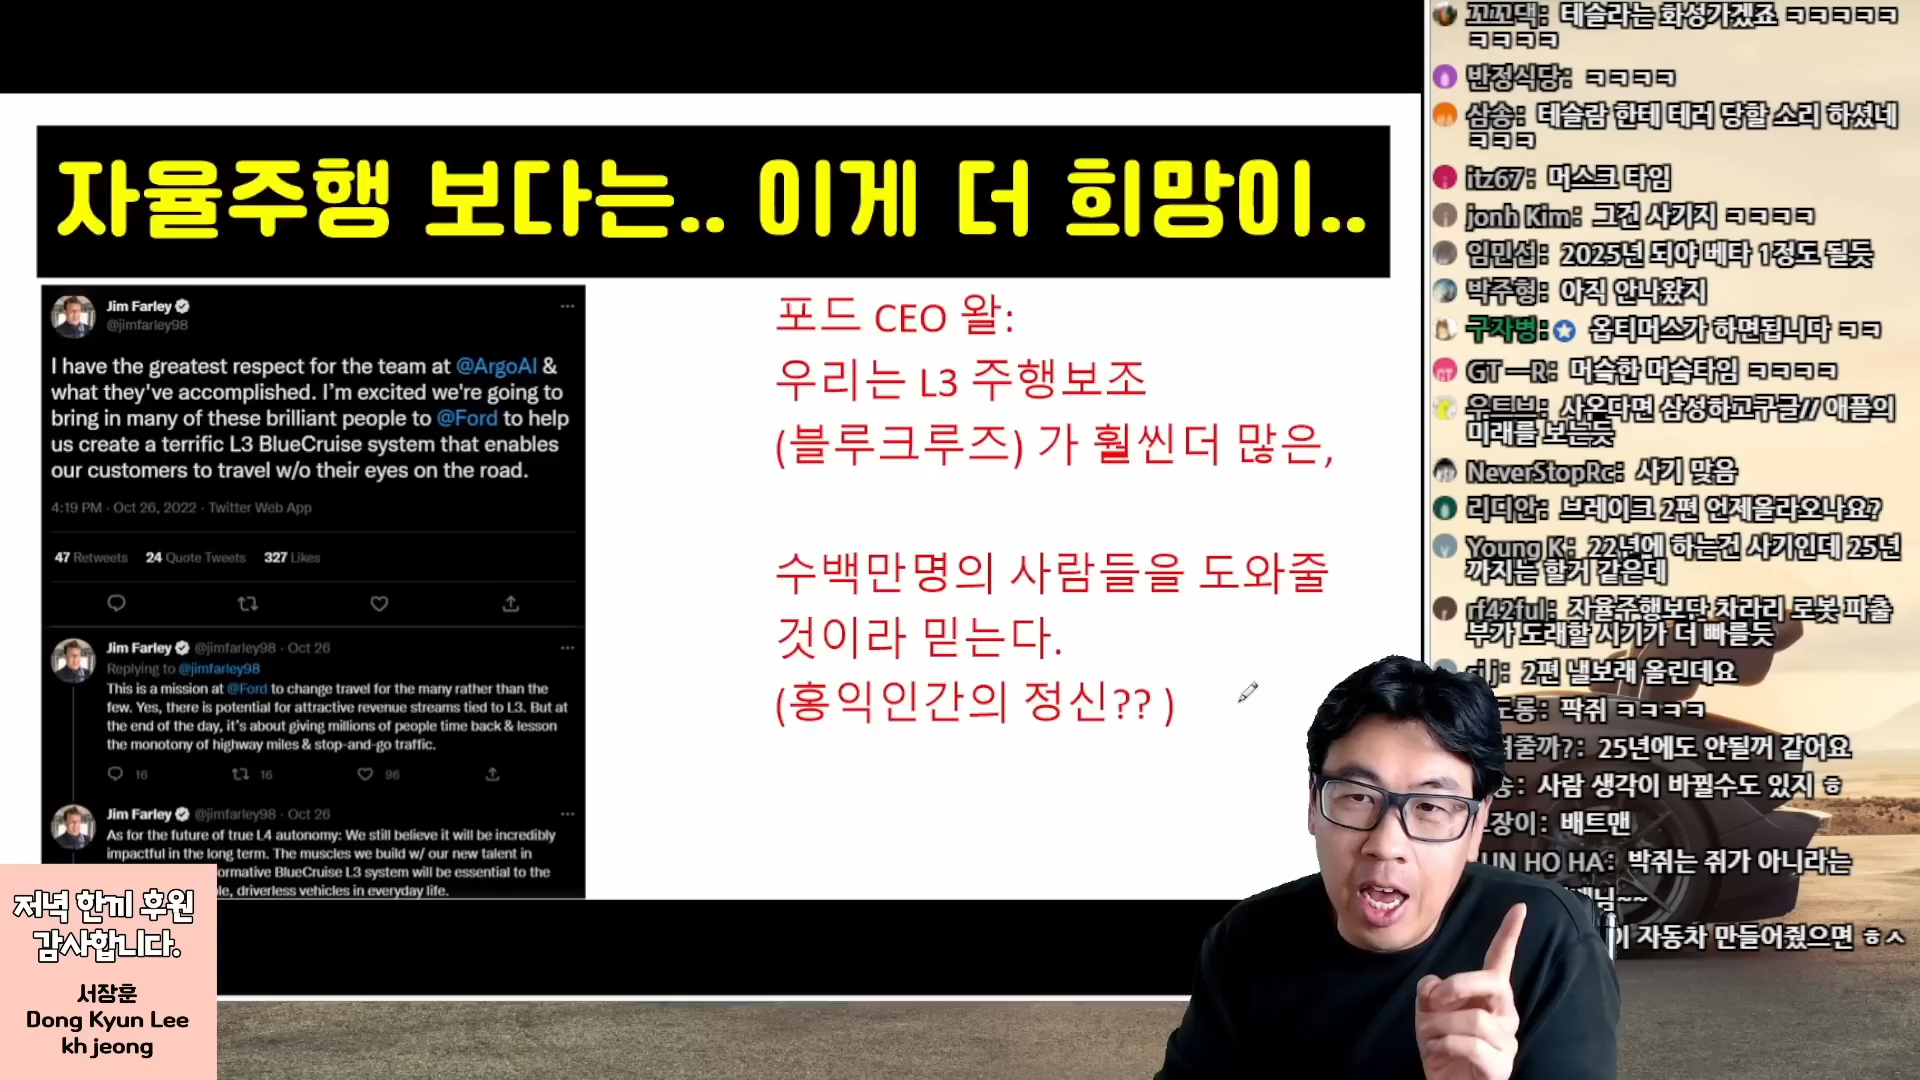 자율주행 보다는.. 이게 더 희망이..
Jim Farley
@jimfarley98
I have the greatest respect for the team at @ArgoAI &
what they've accomplished. I'm excited we're going to
bring in many of these brilliant people to @Ford to help
us create a terrific L3 BlueCruise system that enables
our customers to travel w/o their eyes on the road.
4:19 PM · Oct 26, 2022 · Twitter Web App
47 Retweets 24 Quote Tweets 327 Likes
Jim Farley @jimfarley98 · Oct 26
Replying to @jimfarley98
This is a mission at @Ford to change travel for the many rather than the
few. Yes, there is potential for attractive revenue streams tied to L3. But at
the end of the day, it's about giving millions of people time back & lesson
the monotony of highway miles & stop-and-go traffic.
16 16 96
Jim Farley @jimfarley98 · Oct 26
As for the future of true L4 autonomy: We still believe it will be incredibly
impactful in the long term. The muscles we build w/ our new talent in
formative BlueCruise L3 system will be essential to the
le, driverless vehicles in everyday life.
포드 CEO 왈:
우리는 L3 주행보조
(블루크루즈) 가 훨씬더 많은,
수백만명의 사람들을 도와줄
것이라 믿는다.
(홍익인간의 정신?? )
꼬꼬댁: 테슬라는 화성가겠죠 ㅋㅋㅋㅋㅋ
ㅋㅋㅋㅋ
반정식당: ㅋㅋㅋㅋ
삼송: 테슬람 한테 테러 당할 소리 하셨네
ㅋㅋㅋ
itz67: 머스크 타임
jonh Kim: 그건 사기지 ㅋㅋㅋㅋ
임민섭: 2025년 되야 베타 1정도 될듯
박주형: 아직 안나왔지
구자병: 옵티머스가 하면됩니다 ㅋㅋ
GT—R: 머슼한 머슼타임 ㅋㅋㅋㅋ
우트브: 사온다면 삼성하고구글// 애플의
미래를 보는듯
NeverStopRc: 사기 맞음
리디안: 브레이크 2편 언제올라오나요?
Young K: 22년에 하는건 사기인데 25년
까지는 할거 같은데
rf42ful: 자율주행보단 차라리 로봇 파출
부가 도래할 시기가 더 빠를듯
j: 2편 낼보래 올린데요
도롱: 팍쥐 ㅋㅋㅋㅋ
려줄까?: 25년에도 안될꺼 같어요
송: 사람 생각이 바뀔수도 있지 ㅎ
장이: 배트맨
UN HO HA: 박쥐는 쥐가 아니라는
님~~
이 자동차 만들어줬으면 ㅎㅅ
저녁 한끼 후원
감사합니다.
서장훈
Dong Kyun Lee
kh jeong